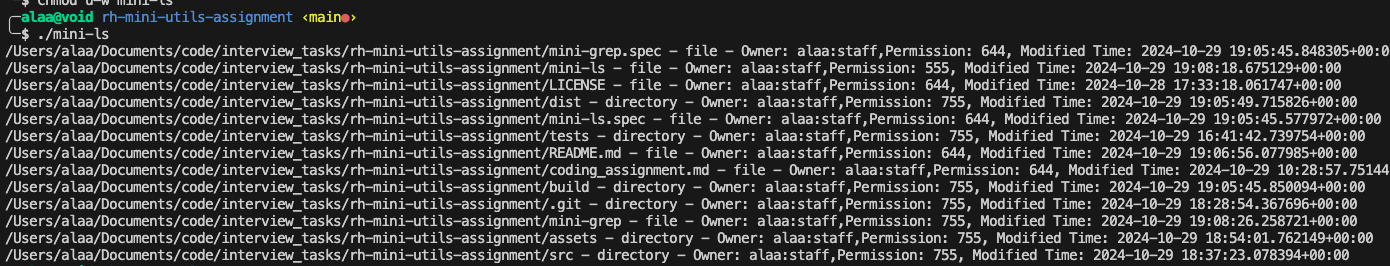 $ chmod u-w mini-ls
alaa@void rh-mini-utils-assignment ‹main●›
$ ./mini-ls
/Users/alaa/Documents/code/interview_tasks/rh-mini-utils-assignment/mini-grep.spec - file - Owner: alaa:staff,Permission: 644, Modified Time: 2024-10-29 19:05:45.848305+00:0
/Users/alaa/Documents/code/interview_tasks/rh-mini-utils-assignment/mini-ls - file - Owner: alaa:staff,Permission: 555, Modified Time: 2024-10-29 19:08:18.675129+00:00
/Users/alaa/Documents/code/interview_tasks/rh-mini-utils-assignment/LICENSE - file - Owner: alaa:staff,Permission: 644, Modified Time: 2024-10-28 17:33:18.061747+00:00
/Users/alaa/Documents/code/interview_tasks/rh-mini-utils-assignment/dist - directory - Owner: alaa:staff,Permission: 755, Modified Time: 2024-10-29 19:05:49.715826+00:00
/Users/alaa/Documents/code/interview_tasks/rh-mini-utils-assignment/mini-ls.spec - file - Owner: alaa:staff,Permission: 644, Modified Time: 2024-10-29 19:05:45.577972+00:00
/Users/alaa/Documents/code/interview_tasks/rh-mini-utils-assignment/tests - directory - Owner: alaa:staff,Permission: 755, Modified Time: 2024-10-29 16:41:42.739754+00:00
/Users/alaa/Documents/code/interview_tasks/rh-mini-utils-assignment/README.md - file - Owner: alaa:staff,Permission: 644, Modified Time: 2024-10-29 19:06:56.077985+00:00
/Users/alaa/Documents/code/interview_tasks/rh-mini-utils-assignment/coding_assignment.md - file - Owner: alaa:staff,Permission: 644, Modified Time: 2024-10-29 10:28:57.75144
/Users/alaa/Documents/code/interview_tasks/rh-mini-utils-assignment/build - directory - Owner: alaa:staff,Permission: 755, Modified Time: 2024-10-29 19:05:45.850094+00:00
/Users/alaa/Documents/code/interview_tasks/rh-mini-utils-assignment/.git - directory - Owner: alaa:staff,Permission: 755, Modified Time: 2024-10-29 18:28:54.367696+00:00
/Users/alaa/Documents/code/interview_tasks/rh-mini-utils-assignment/mini-grep - file - Owner: alaa:staff,Permission: 755, Modified Time: 2024-10-29 19:08:26.258721+00:00
/Users/alaa/Documents/code/interview_tasks/rh-mini-utils-assignment/assets - directory - Owner: alaa:staff,Permission: 755, Modified Time: 2024-10-29 18:54:01.762149+00:00
/Users/alaa/Documents/code/interview_tasks/rh-mini-utils-assignment/src - directory - Owner: alaa:staff,Permission: 755, Modified Time: 2024-10-29 18:37:23.078394+00:00